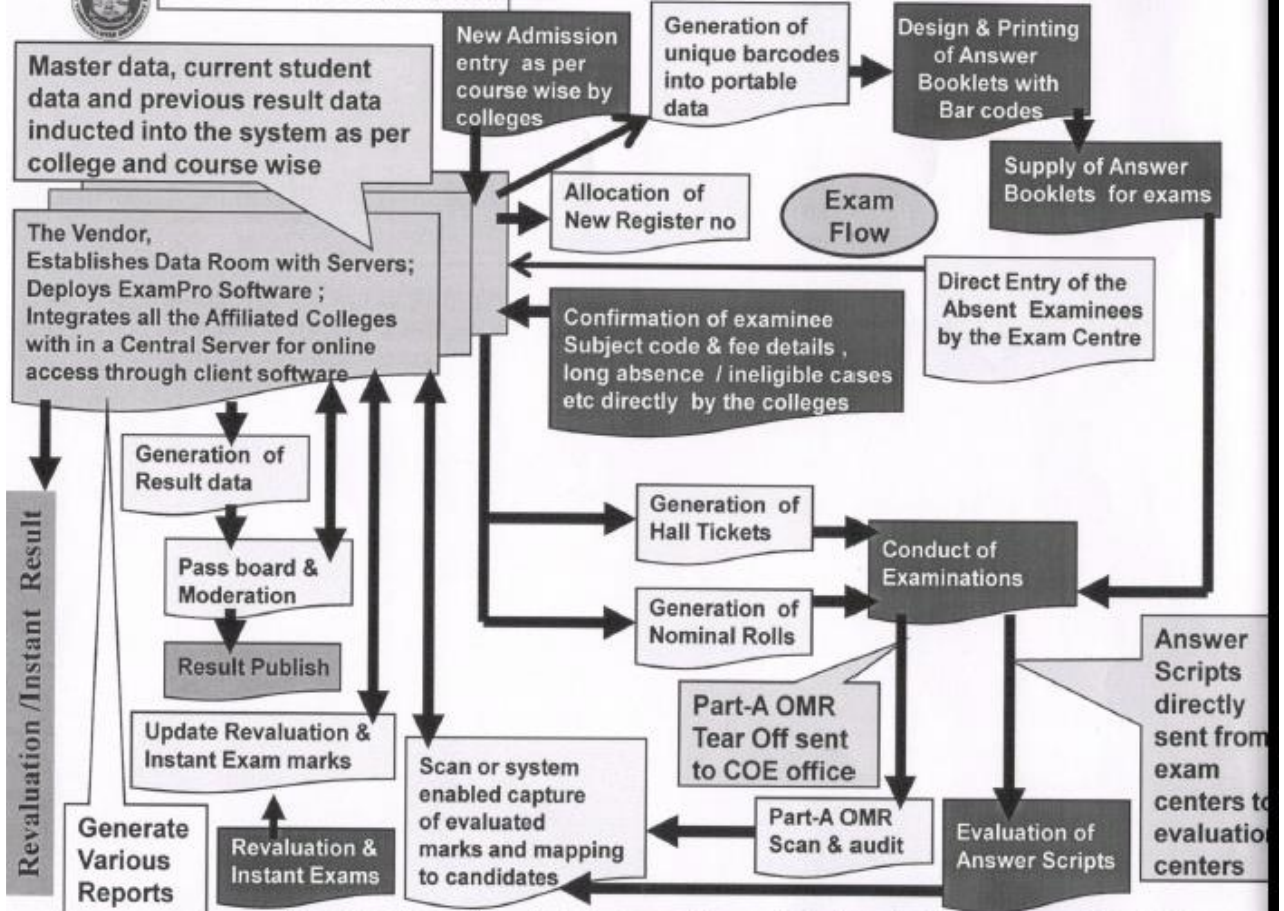 New Admission
entry as per
course wise by
colleges
Generation of
unique barcodes
into portable
data
Design & Printing
of Answer
Booklets with
Bar codes
Master data, current student
data and previous result data
inducted into the system as per
college and course wise
Supply of Answer
Booklets for exams
Allocation of
New Register no
Exam
Flow
The Vendor,
Establishes Data Room with Servers;
Deploys ExamPro Software ;
Integrates all the Affiliated Colleges
with in a Central Server for online
access through client software
Direct Entry of the
Absent Examinees
by the Exam Centre
Confirmation of examinee
Subject code & fee details ,
long absence / ineligible cases
etc directly by the colleges
Generation of
Result data
Generation of
Hall Tickets
Conduct of
Examinations
Pass board &
Moderation
Generation of
Nominal Rolls
Result Publish
Revaluation /Instant Result
Update Revaluation &
Instant Exam marks
Part-A OMR
Tear Off sent
to COE office
Answer
Scripts
directly
sent from
exam
centers to
evaluation
centers
Scan or system
enabled capture
of evaluated
marks and mapping
to candidates
Part-A OMR
Scan & audit
Evaluation of
Answer Scripts
Generate
Various
Reports
Revaluation &
Instant Exams